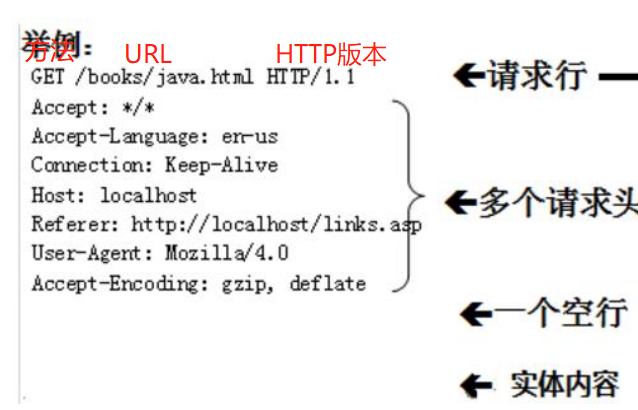 举例：
方法 URL HTTP版本
GET /books/java.html HTTP/1.1 请求行
Accept: */*
Accept-Language: en-us
Connection: Keep-Alive
Host: localhost 多个请求头
Referer: http://localhost/links.asp
User-Agent: Mozilla/4.0
Accept-Encoding: gzip, deflate
一个空行
实体内容